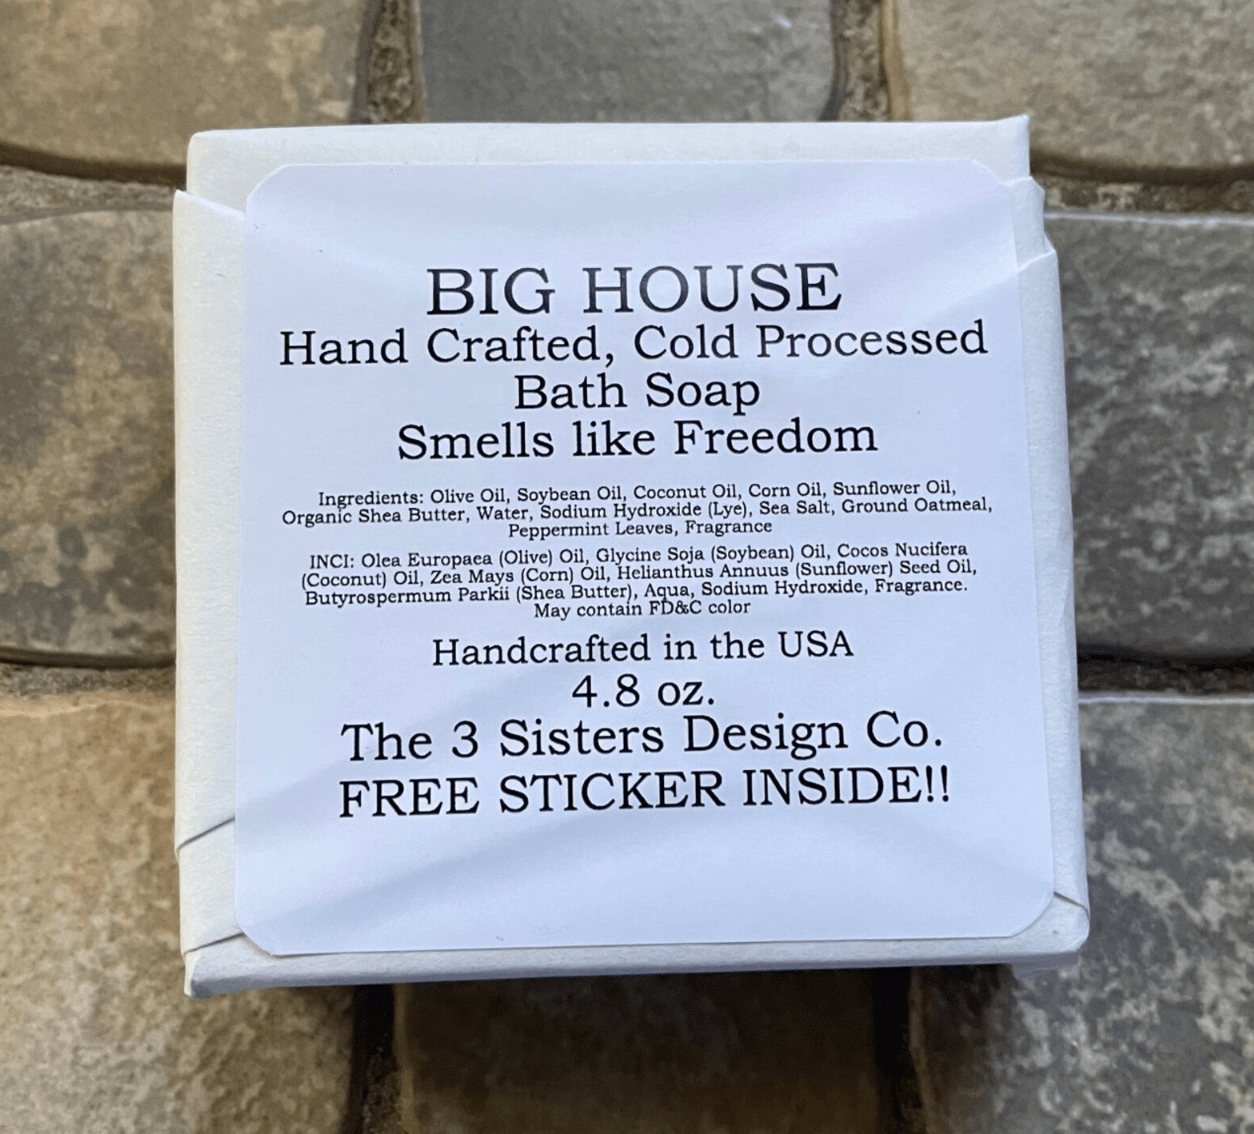 BIG HOUSE
Hand Crafted, Cold Processed
Bath Soap
Smells like Freedom
Ingredients: Olive Oil, Soybean Oil, Coconut Oil, Corn Oil, Sunflower Oil,
Organic Shea Butter, Water, Sodium Hydroxide (Lye), Sea Salt, Ground Oatmeal,
Peppermint Leaves, Fragrance
INCI: Olea Europaea (Olive) Oil, Glycine Soja (Soybean) Oil, Cocos Nucifera
(Coconut) Oil, Zea Mays (Corn) Oil, Helianthus Annuus (Sunflower) Seed Oil,
Butyrospermum Parkii (Shea Butter), Aqua, Sodium Hydroxide, Fragrance.
May contain FD&C color
Handcrafted in the USA
4.8 oz.
The 3 Sisters Design Co.
FREE STICKER INSIDE!!